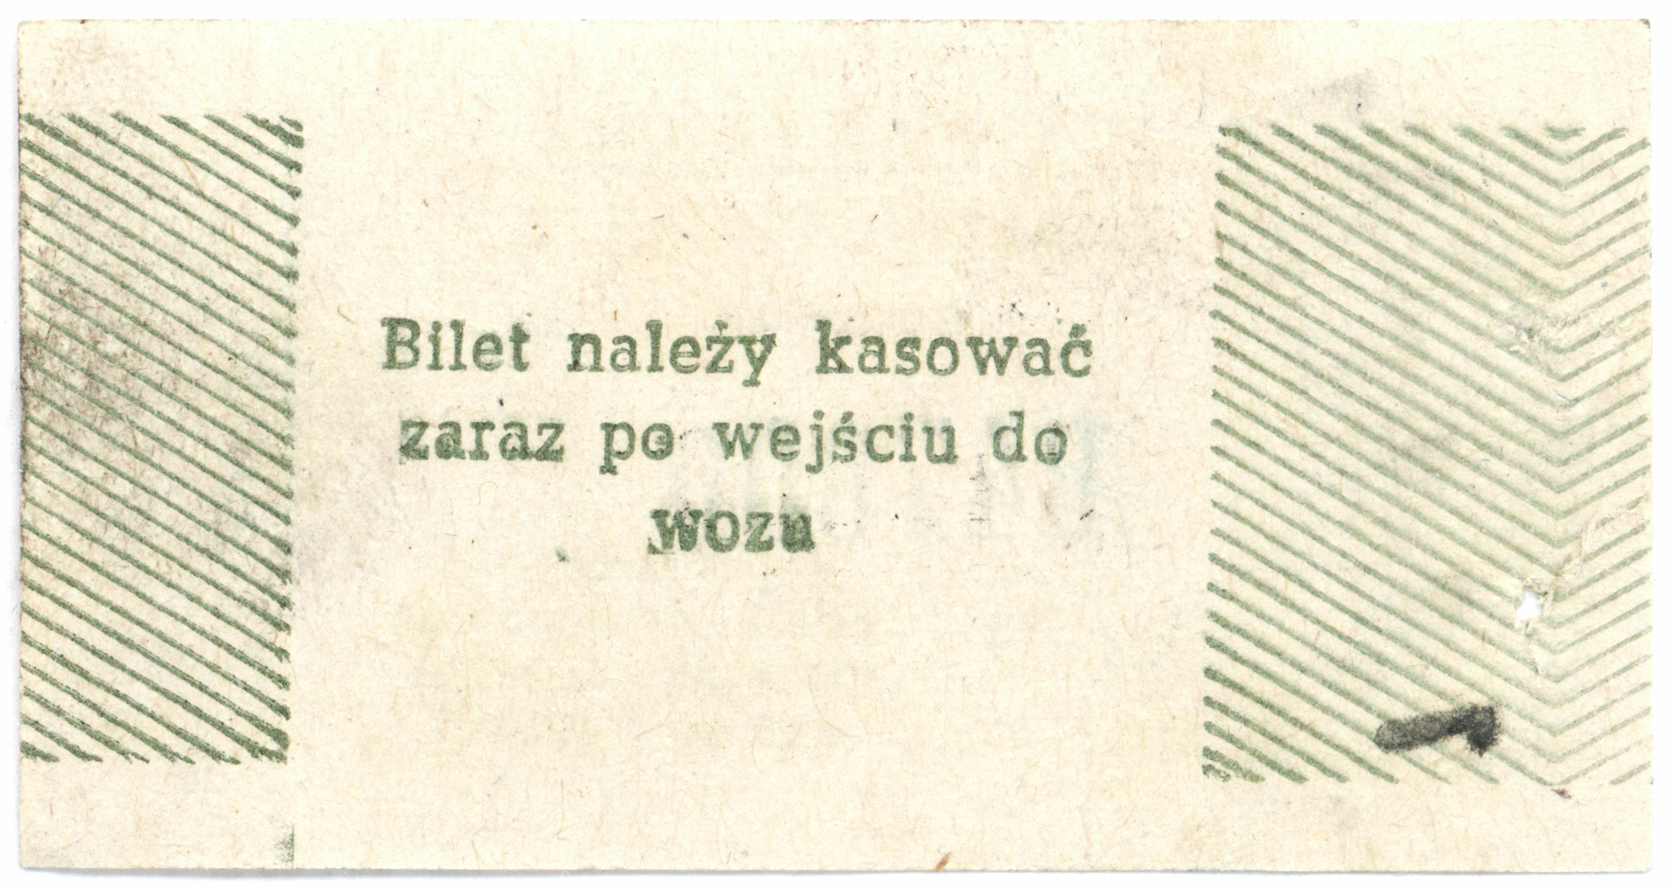 Bilet należy kasować
zaraz po wejściu do
wozu